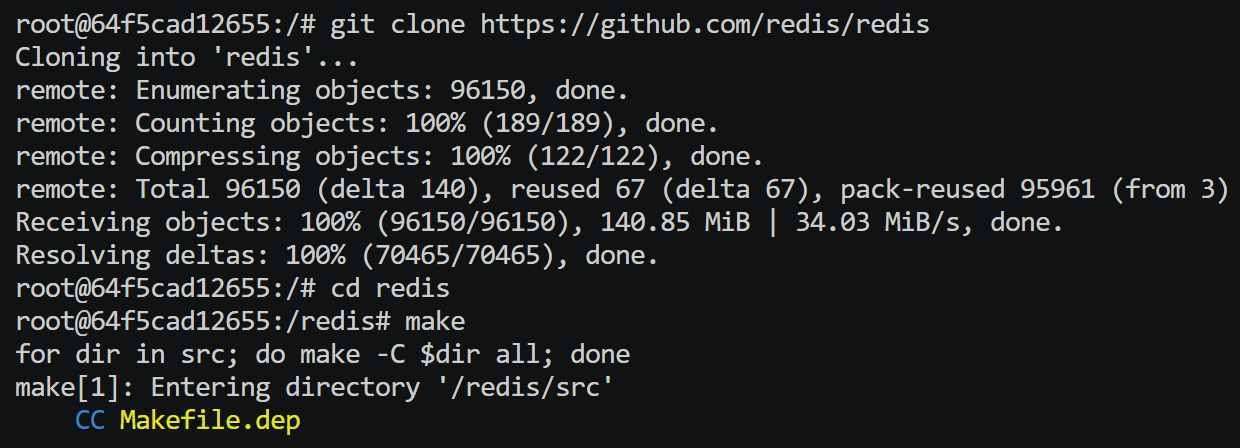 root@64f5cad12655:/# git clone https://github.com/redis/redis
Cloning into 'redis'...
remote: Enumerating objects: 96150, done.
remote: Counting objects: 100% (189/189), done.
remote: Compressing objects: 100% (122/122), done.
remote: Total 96150 (delta 140), reused 67 (delta 67), pack-reused 95961 (from 3)
Receiving objects: 100% (96150/96150), 140.85 MiB | 34.03 MiB/s, done.
Resolving deltas: 100% (70465/70465), done.
root@64f5cad12655:/# cd redis
root@64f5cad12655:/redis# make
for dir in src; do make -C $dir all; done
make[1]: Entering directory '/redis/src'
    CC Makefile.dep